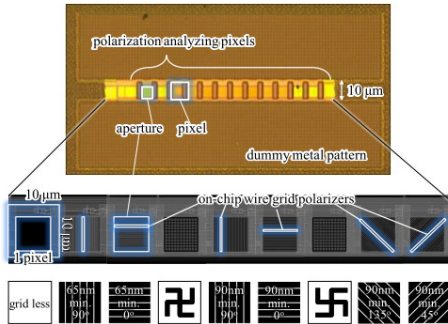 polarization analyzing pixels
10 μm
aperture
pixel
dummy metal pattern
10 μm
on-chip wire grid polarizers
10 μm
1 pixel
grid less
65nm
min.
90°
65nm
min.
0°
卍
90nm
min.
90°
90nm
min.
0°
卐
90nm
min.
135°
90nm
min.
45°